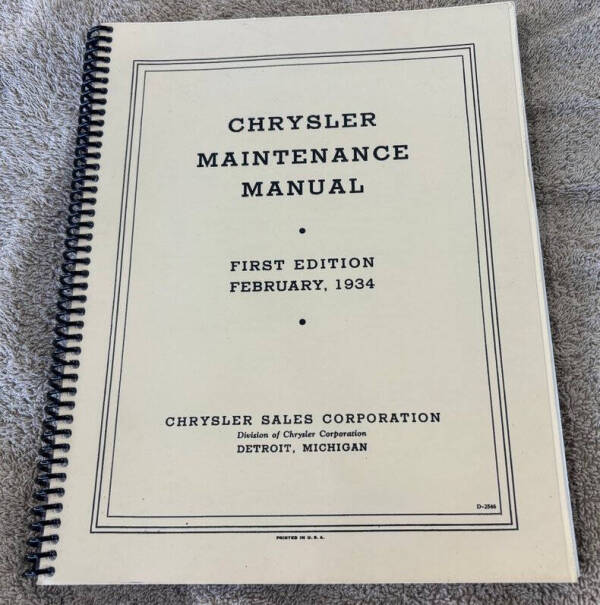 CHRYSLER
MAINTENANCE
MANUAL
FIRST EDITION
FEBRUARY, 1934
CHRYSLER SALES CORPORATION
Division of Chrysler Corporation
DETROIT, MICHIGAN
D-2546
PRINTED IN U. S. A.